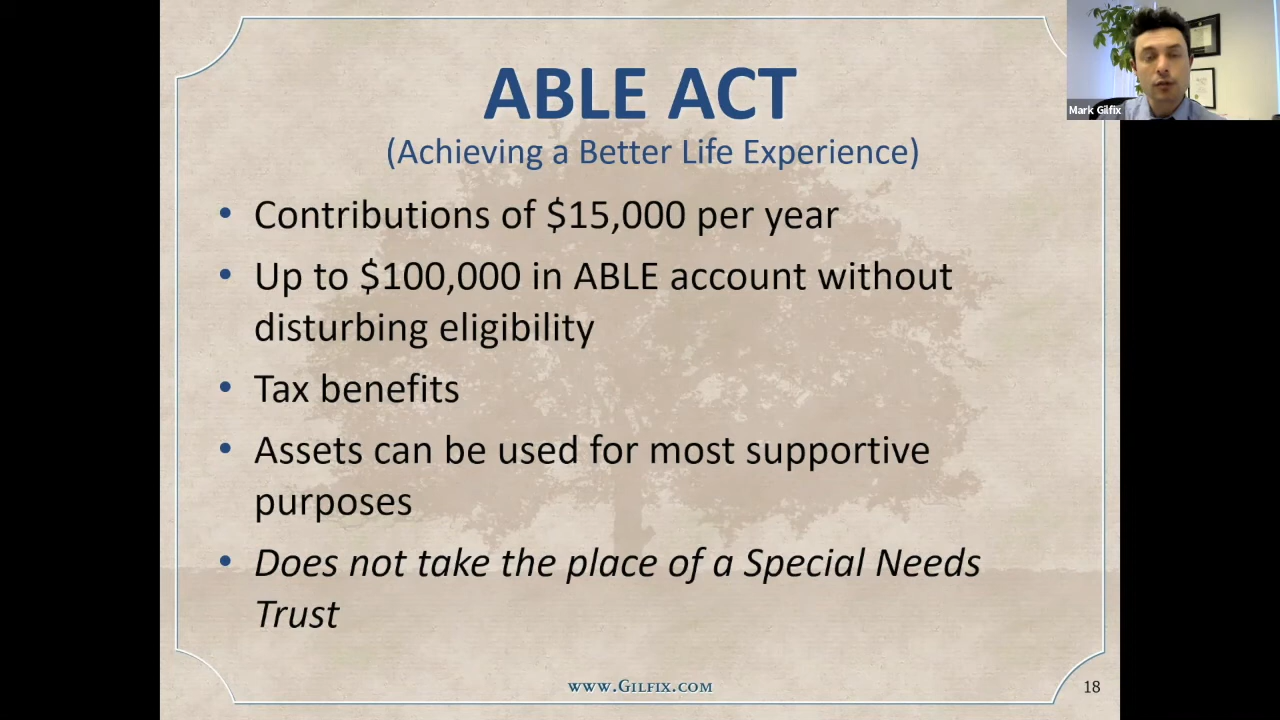 ABLE ACT
(Achieving a Better Life Experience)
Mark Gilfix
• Contributions of $15,000 per year
• Up to $100,000 in ABLE account without
disturbing eligibility
• Tax benefits
• Assets can be used for most supportive
purposes
• Does not take the place of a Special Needs
Trust
www.Gilfix.com
18